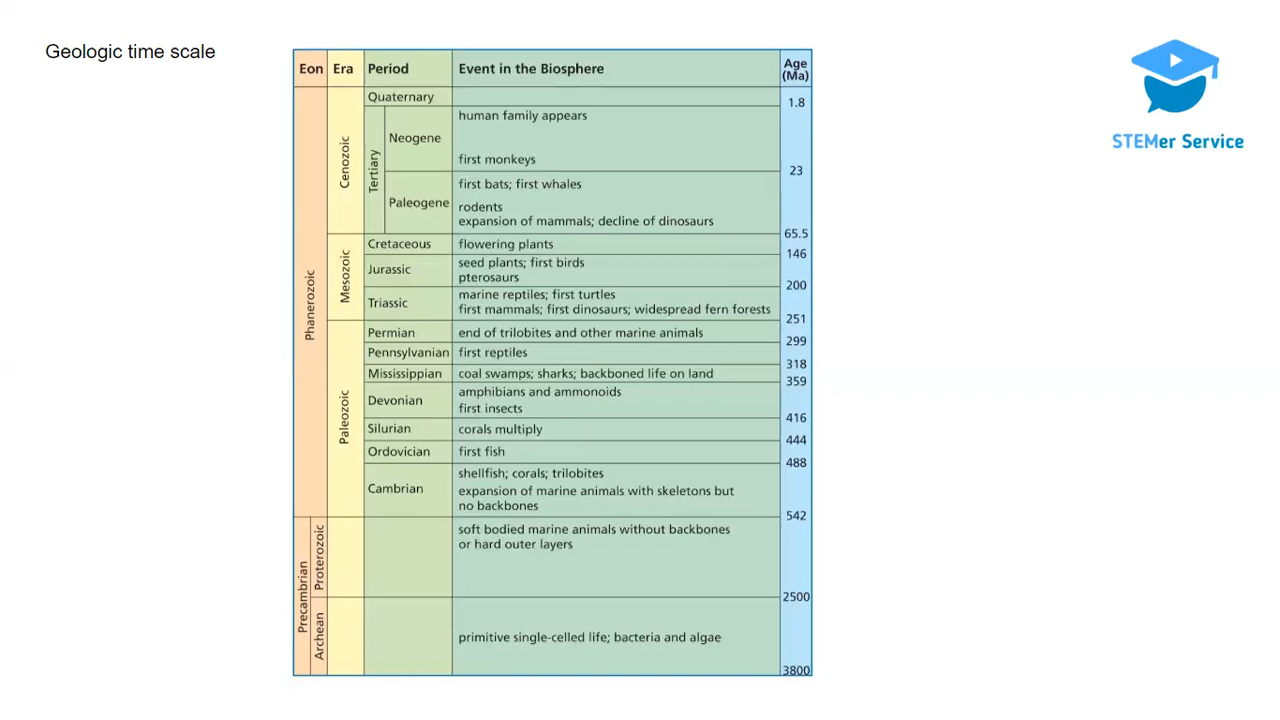 Geologic time scale
STEMer Service
Eon Era Period Event in the Biosphere Age
(Ma)
Phanerozoic
Cenozoic
Quaternary
1.8
Tertiary
Neogene
human family appears
first monkeys
23
Paleogene
first bats; first whales
rodents
expansion of mammals; decline of dinosaurs
65.5
Mesozoic
Cretaceous flowering plants
146
Jurassic
seed plants; first birds
pterosaurs
200
Triassic
marine reptiles; first turtles
first mammals; first dinosaurs; widespread fern forests
251
Paleozoic
Permian end of trilobites and other marine animals
299
Pennsylvanian first reptiles
318
Mississippian coal swamps; sharks; backboned life on land
359
Devonian
amphibians and ammonoids
first insects
416
Silurian corals multiply
444
Ordovician first fish
488
Cambrian
shellfish; corals; trilobites
expansion of marine animals with skeletons but
no backbones
542
Precambrian
Proterozoic
soft bodied marine animals without backbones
or hard outer layers
2500
Archean
primitive single-celled life; bacteria and algae
3800